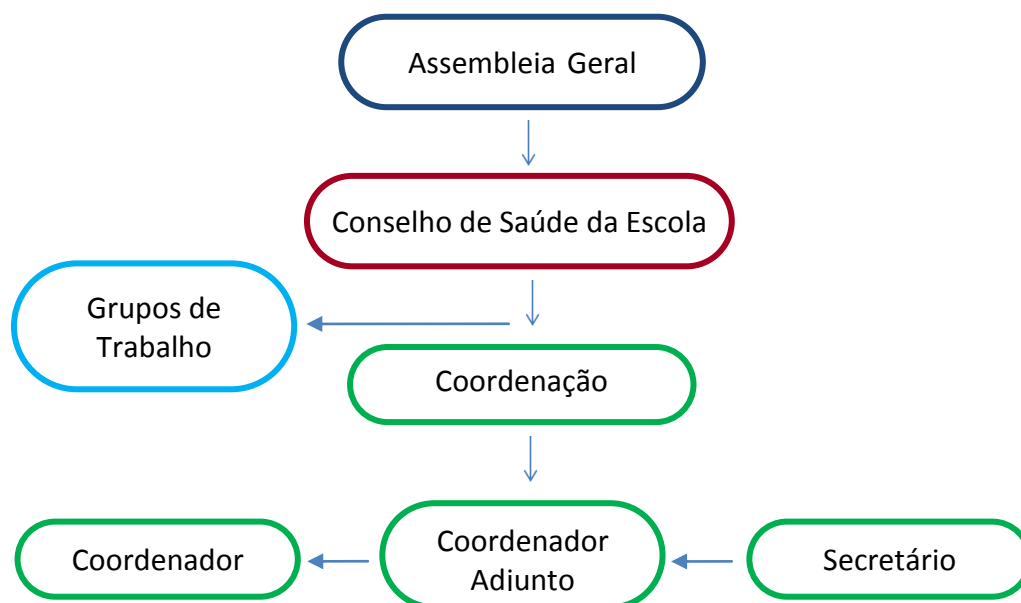 Assembleia Geral
Conselho de Saúde da Escola
Grupos de
Trabalho
Coordenação
Coordenador
Coordenador
Adjunto
Secretário